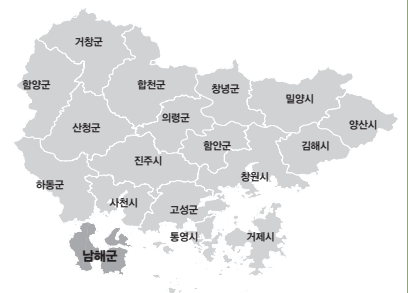 거창군
함양군
합천군
창녕군
밀양시
양산시
의령군
산청군
함안군
김해시
진주시
창원시
하동군
사천시
고성군
통영시
거제시
남해군